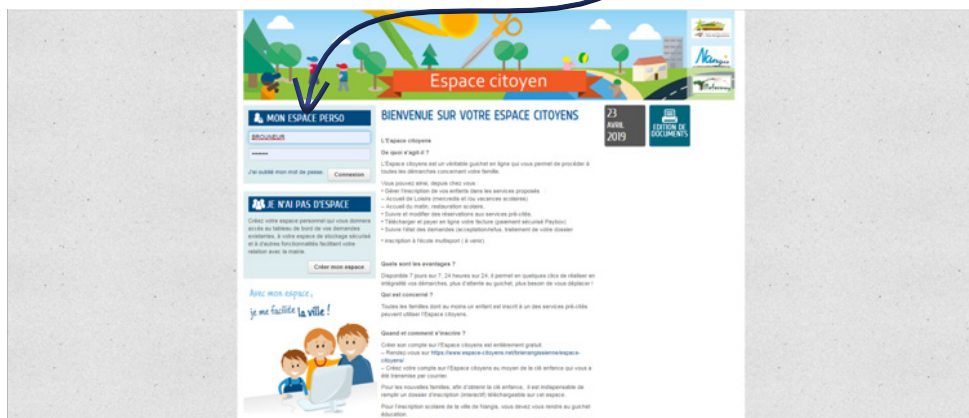 Espace citoyen
Nangis
MON ESPACE PERSO
J'ai oublié mon mot de passe
Connexion
JE N'AI PAS D'ESPACE
Créez votre espace personnel qui vous donnera
accès au tableau de bord de vos demandes
existantes, à votre espace de stockage sécurisé
et à d'autres fonctionnalités facilitant votre
relation avec la mairie.
Créer mon espace
Avec mon espace,
je me facilite la ville !
BIENVENUE SUR VOTRE ESPACE CITOYENS
L'Espace citoyens
De quoi s'agit-il ?
L'Espace citoyens est un véritable guichet en ligne qui vous permet de procéder à
toutes les démarches concernant votre famille.
Vous pouvez ainsi, depuis chez vous :
* Gérer l'inscription de vos enfants dans les services proposés :
– Accueil de Loisirs (mercredis et /ou vacances scolaires)
– Accueil du matin, restauration scolaire,
* Suivre et modifier des réservations aux services pré-cités.
* Télécharger et payer en ligne votre facture (paiement sécurisé Paybox)
* Suivre l'état des demandes (acceptation/refus, traitement de votre dossier
* inscription à l'école multisport ( à venir)
Quels sont les avantages ?
Disponible 7 jours sur 7, 24 heures sur 24, il permet en quelques clics de réaliser en
intégralité vos démarches, plus d'attente au guichet, plus besoin de vous déplacer !
Qui est concerné ?
Toutes les familles dont au moins un enfant est inscrit à un des services pré-cités
peuvent utiliser l'Espace citoyens.
Quand et comment s'inscrire ?
Créer son compte sur l'Espace citoyens est entièrement gratuit.
– Rendez-vous sur https://www.espace-citoyens.net/brienangissienne/espace-
citoyens/
– Créez votre compte sur l'Espace citoyens au moyen de la clé enfance qui vous a
été transmise par courrier.
Pour les nouvelles familles, afin d'obtenir la clé enfance, il est indispensable de
remplir un dossier d'inscription (interactif) téléchargeable sur cet espace.
Pour l'inscription scolaire de la ville de Nangis, vous devez vous rendre au guichet
éducation.
23
AVRIL
2019
EDITION DE
DOCUMENTS